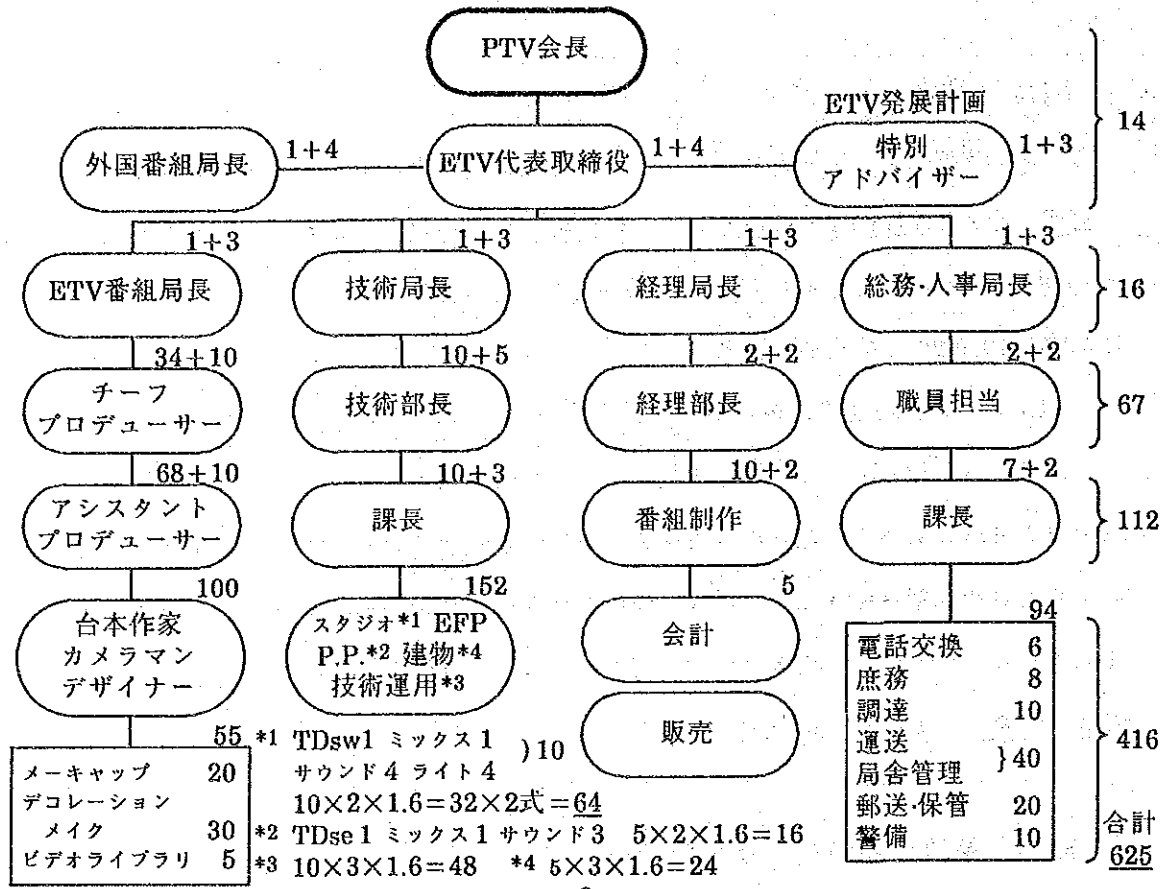 PTV会長
ETV発展計画
14
外国番組局長
1+4
ETV代表取締役
1+4
特別
アドバイザー
1+3
1+3
1+3
1+3
1+3
ETV番組局長
技術局長
経理局長
総務・人事局長
16
34+10
10+5
2+2
2+2
チーフ
プロデューサー
技術部長
経理部長
職員担当
67
68+10
10+3
10+2
7+2
アシスタント
プロデューサー
課長
番組制作
課長
112
100
152
5
94
台本作家
カメラマン
デザイナー
スタジオ*1 EFP
P.P.*2 建物*4
技術運用*3
会計
販売
電話交換 6
庶務 8
調達 10
運送
局舎管理
}40
郵送・保管 20
警備 10
416
55
メーキャップ 20
デコレーション
メイク 30
ビデオライブラリ 5
*1 TDsw1 ミックス1
サウンド4 ライト4
)10
10×2×1.6=32×2式=64
*2 TDse1 ミックス1 サウンド3 5×2×1.6=16
*3 10×3×1.6=48 *4 5×3×1.6=24
合計
625